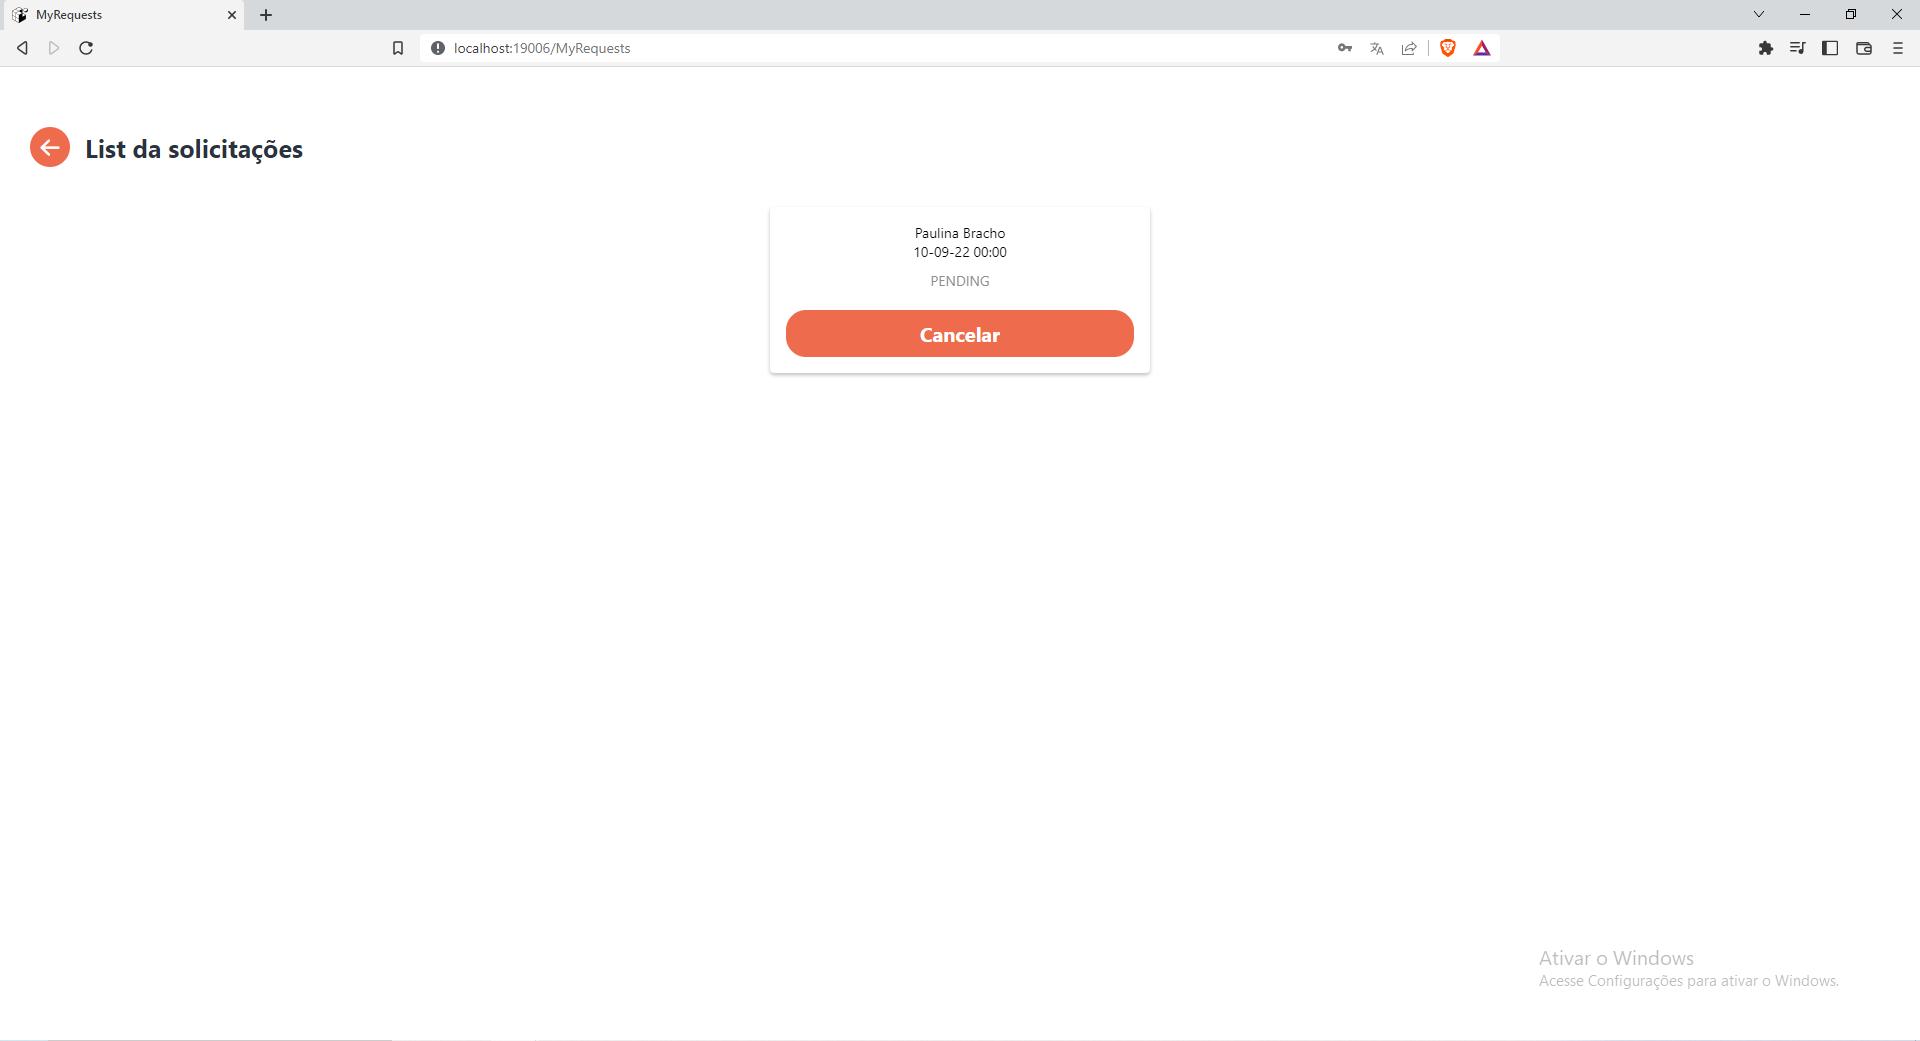 MyRequests
localhost:19006/MyRequests
List da solicitações
Paulina Bracho
10-09-22 00:00
PENDING
Cancelar
Ativar o Windows
Acesse Configurações para ativar o Windows.